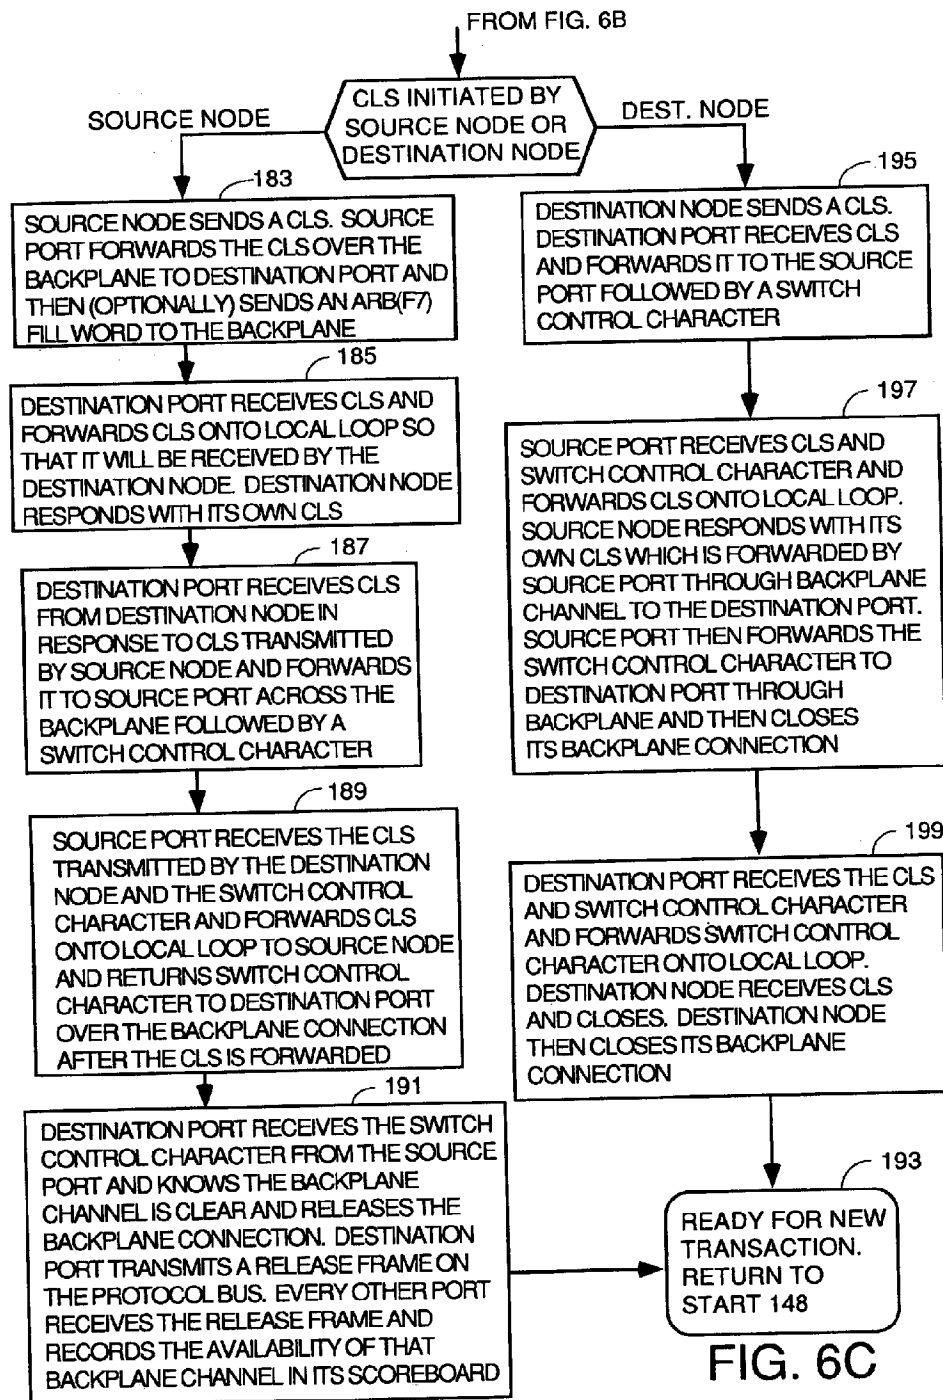 FROM FIG. 6B
CLS INITIATED BY
SOURCE NODE OR
DESTINATION NODE
SOURCE NODE
DEST. NODE
183
SOURCE NODE SENDS A CLS. SOURCE
PORT FORWARDS THE CLS OVER THE
BACKPLANE TO DESTINATION PORT AND
THEN (OPTIONALLY) SENDS AN ARB(F7)
FILL WORD TO THE BACKPLANE
185
DESTINATION PORT RECEIVES CLS AND
FORWARDS CLS ONTO LOCAL LOOP SO
THAT IT WILL BE RECEIVED BY THE
DESTINATION NODE. DESTINATION NODE
RESPONDS WITH ITS OWN CLS
187
DESTINATION PORT RECEIVES CLS
FROM DESTINATION NODE IN
RESPONSE TO CLS TRANSMITTED
BY SOURCE NODE AND FORWARDS
IT TO SOURCE PORT ACROSS THE
BACKPLANE FOLLOWED BY A
SWITCH CONTROL CHARACTER
189
SOURCE PORT RECEIVES THE CLS
TRANSMITTED BY THE DESTINATION
NODE AND THE SWITCH CONTROL
CHARACTER AND FORWARDS CLS
ONTO LOCAL LOOP TO SOURCE NODE
AND RETURNS SWITCH CONTROL
CHARACTER TO DESTINATION PORT
OVER THE BACKPLANE CONNECTION
AFTER THE CLS IS FORWARDED
191
DESTINATION PORT RECEIVES THE SWITCH
CONTROL CHARACTER FROM THE SOURCE
PORT AND KNOWS THE BACKPLANE
CHANNEL IS CLEAR AND RELEASES THE
BACKPLANE CONNECTION. DESTINATION
PORT TRANSMITS A RELEASE FRAME ON
THE PROTOCOL BUS. EVERY OTHER PORT
RECEIVES THE RELEASE FRAME AND
RECORDS THE AVAILABILITY OF THAT
BACKPLANE CHANNEL IN ITS SCOREBOARD
195
DESTINATION NODE SENDS A CLS.
DESTINATION PORT RECEIVES CLS
AND FORWARDS IT TO THE SOURCE
PORT FOLLOWED BY A SWITCH
CONTROL CHARACTER
197
SOURCE PORT RECEIVES CLS AND
SWITCH CONTROL CHARACTER AND
FORWARDS CLS ONTO LOCAL LOOP.
SOURCE NODE RESPONDS WITH ITS
OWN CLS WHICH IS FORWARDED BY
SOURCE PORT THROUGH BACKPLANE
CHANNEL TO THE DESTINATION PORT.
SOURCE PORT THEN FORWARDS THE
SWITCH CONTROL CHARACTER TO
DESTINATION PORT THROUGH
BACKPLANE AND THEN CLOSES
ITS BACKPLANE CONNECTION
199
DESTINATION PORT RECEIVES THE CLS
AND SWITCH CONTROL CHARACTER
AND FORWARDS SWITCH CONTROL
CHARACTER ONTO LOCAL LOOP.
DESTINATION NODE RECEIVES CLS
AND CLOSES. DESTINATION NODE
THEN CLOSES ITS BACKPLANE
CONNECTION
193
READY FOR NEW
TRANSACTION.
RETURN TO
START 148
FIG. 6C